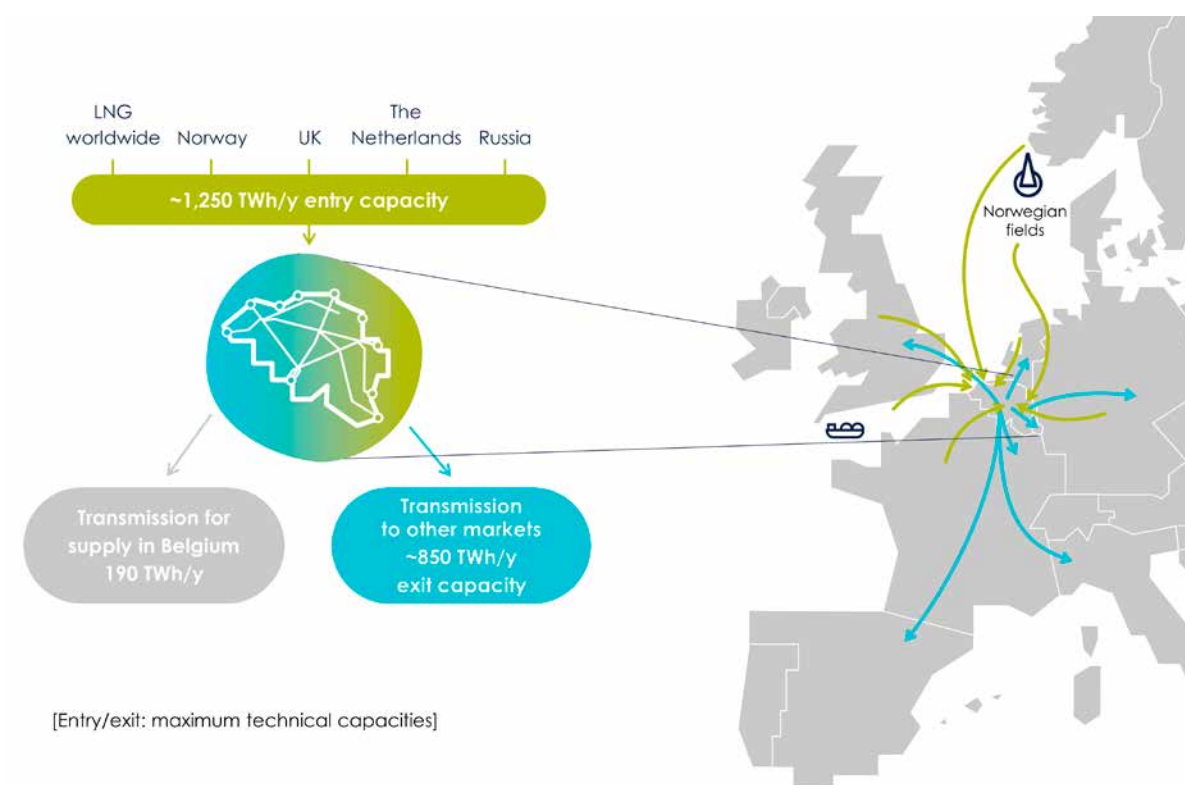 LNG
worldwide
Norway
UK
The
Netherlands
Russia
~1,250 TWh/y entry capacity
Norwegian
fields
Transmission for
supply in Belgium
190 TWh/y
Transmission
to other markets
~850 TWh/y
exit capacity
[Entry/exit: maximum technical capacities]